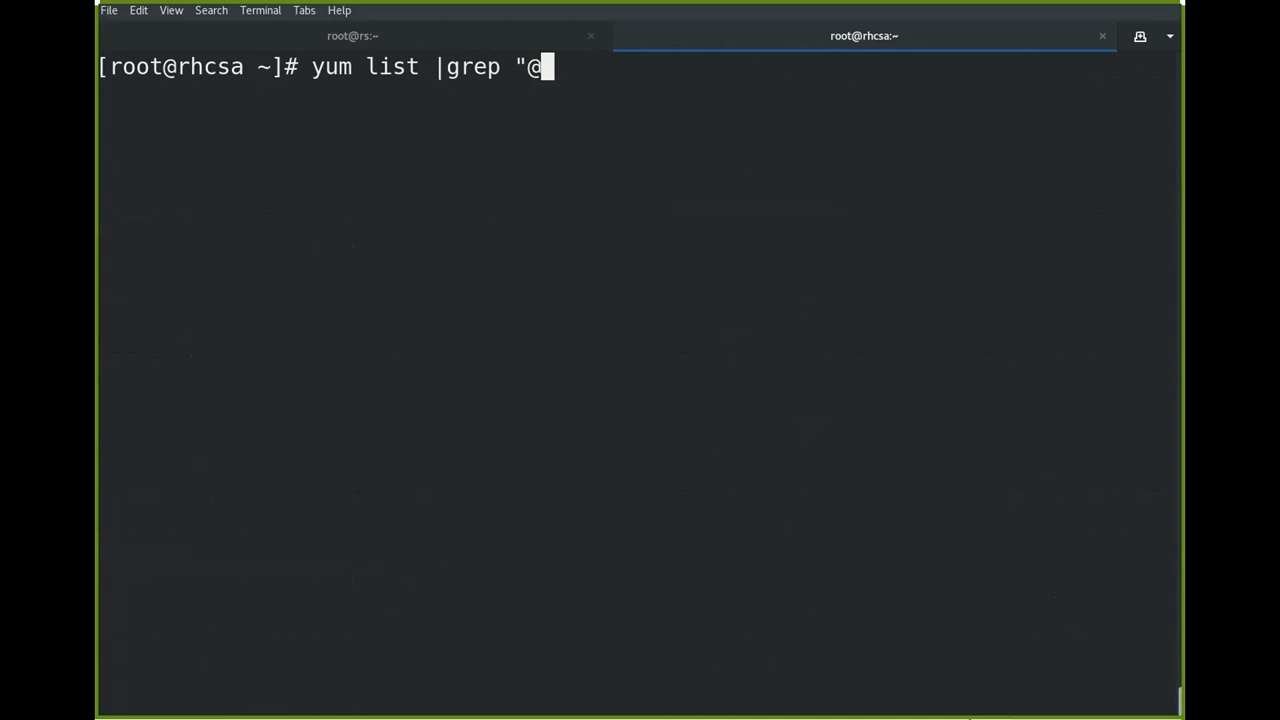 File Edit View Search Terminal Tabs Help
root@rs:~ × root@rhcsa:~ ×
[root@rhcsa ~]# yum list |grep "@